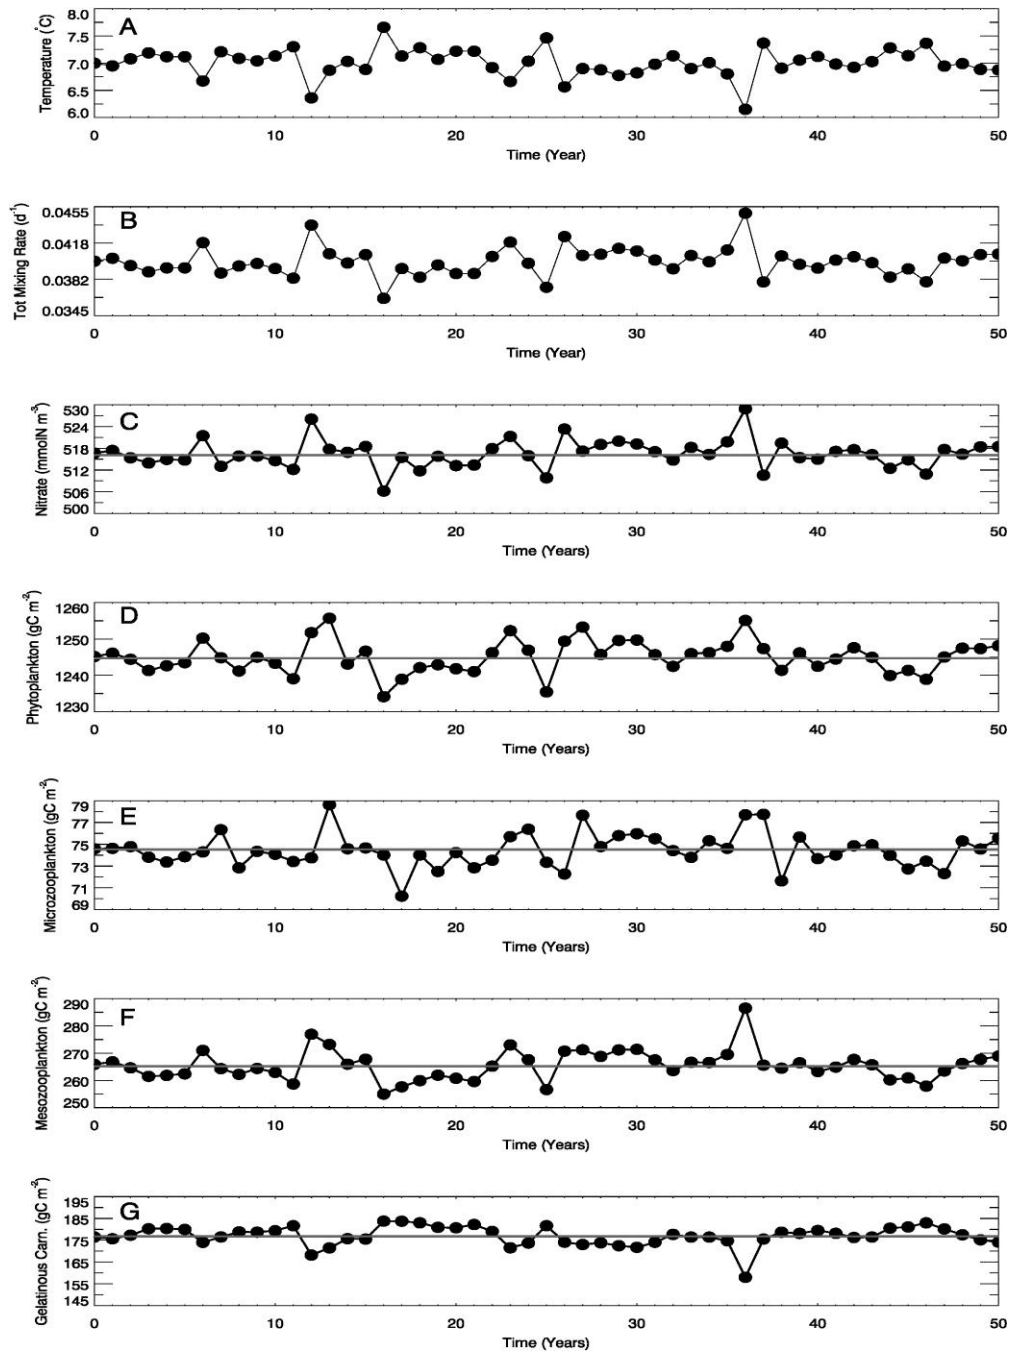 A
Temperature (°C)
8.0
7.5
7.0
6.5
6.0
0 10 20 30 40 50
Time (Year)
B
Tot Mixing Rate (d⁻¹)
0.0455
0.0418
0.0382
0.0345
0 10 20 30 40 50
Time (Year)
C
Nitrate (mmolN m⁻³)
530
524
518
512
506
500
0 10 20 30 40 50
Time (Years)
D
Phytoplankton (gC m⁻²)
1260
1250
1240
1230
0 10 20 30 40 50
Time (Years)
E
Microzooplankton (gC m⁻²)
79
77
75
73
71
69
0 10 20 30 40 50
Time (Years)
F
Mesozooplankton (gC m⁻²)
290
280
270
260
250
0 10 20 30 40 50
Time (Years)
G
Gelatinous Carn. (gC m⁻²)
195
185
175
165
155
145
0 10 20 30 40 50
Time (Years)